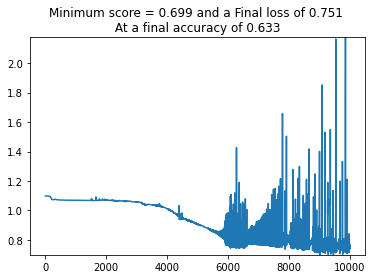 Minimum score = 0.699 and a Final loss of 0.751
At a final accuracy of 0.633
2.0
1.8
1.6
1.4
1.2
1.0
0.8
0 2000 4000 6000 8000 10000